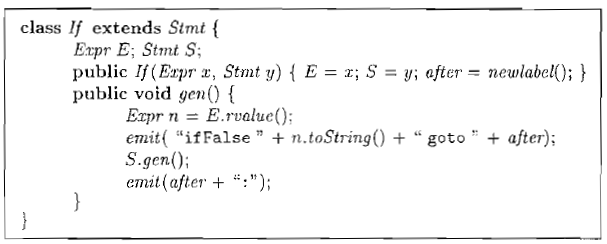 class If extends Stmt {
Expr E; Stmt S;
public If(Expr x, Stmt y) { E = x; S = y; after = newlabel(); }
public void gen() {
Expr n = E.rvalue();
emit( "ifFalse " + n.toString() + " goto " + after);
S.gen();
emit(after + ":");
}
}